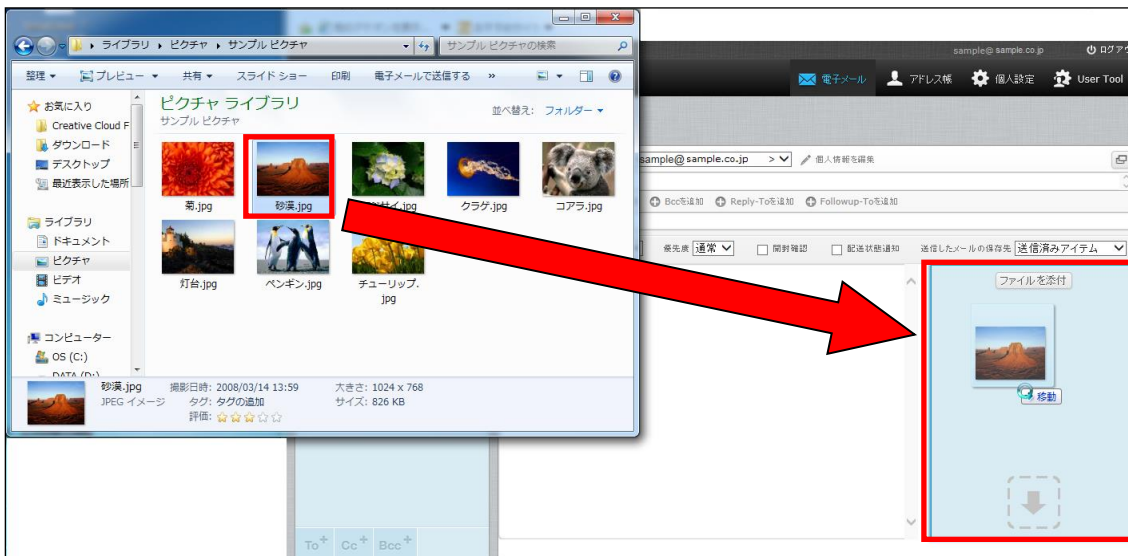 ライブラリ ▸ ピクチャ ▸ サンプル ピクチャ
サンプル ピクチャの検索
整理 プレビュー 共有 スライド ショー 印刷 電子メールで送信する »
お気に入り
Creative Cloud F
ダウンロード
デスクトップ
最近表示した場所
ライブラリ
ドキュメント
ピクチャ
ビデオ
ミュージック
コンピューター
OS (C:)
DATA (D:)
ピクチャ ライブラリ
サンプル ピクチャ
並べ替え: フォルダー
菊.jpg
砂漠.jpg
クラゲ.jpg
コアラ.jpg
灯台.jpg
ペンギン.jpg
チューリップ.
jpg
砂漠.jpg 撮影日時: 2008/03/14 13:59 大きさ: 1024 x 768
JPEG イメージ タグ: タグの追加 サイズ: 826 KB
評価:
sample@sample.co.jp ログアウ
電子メール アドレス帳 個人設定 User Tool
sample@sample.co.jp > 個人情報を編集
Bccを追加 Reply-Toを追加 Followup-Toを追加
優先度 通常 開封確認 配送状態通知 送信したメールの保存先 送信済みアイテム
ファイルを添付
移動
To+ Cc+ Bcc+